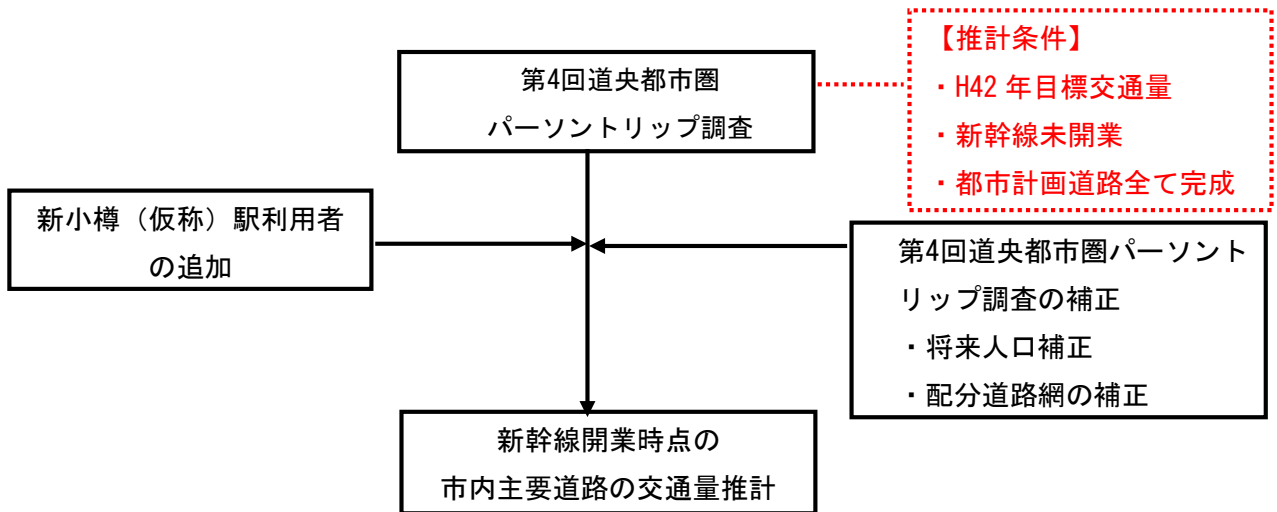 第4回道央都市圏
パーソントリップ調査
【推計条件】
・H42 年目標交通量
・新幹線未開業
・都市計画道路全て完成
新小樽（仮称）駅利用者
の追加
第4回道央都市圏パーソント
リップ調査の補正
・将来人口補正
・配分道路網の補正
新幹線開業時点の
市内主要道路の交通量推計